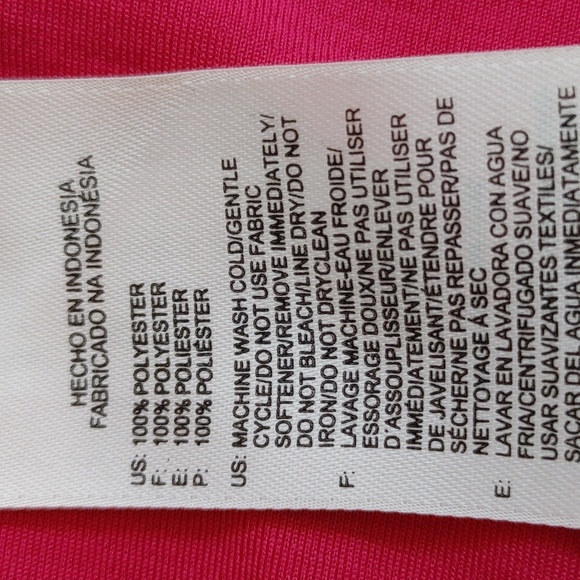 HECHO EN INDONESIA
FABRICADO NA INDONÉSIA
US: 100% POLYESTER
F: 100% POLYESTER
E: 100% POLIESTER
P: 100% POLIÉSTER
US: MACHINE WASH COLD/GENTLE
CYCLE/DO NOT USE FABRIC
SOFTENER/REMOVE IMMEDIATELY/
DO NOT BLEACH/LINE DRY/DO NOT
IRON/DO NOT DRYCLEAN
F: LAVAGE MACHINE-EAU FROIDE/
ESSORAGE DOUX/NE PAS UTILISER
D'ASSOUPLISSEUR/ENLEVER
IMMÉDIATEMENT/NE PAS UTILISER
DE JAVELISANT/ÉTENDRE POUR
SÉCHER/NE PAS REPASSER/PAS DE
NETTOYAGE À SEC
E: LAVAR EN LAVADORA CON AGUA
FRIA/CENTRIFUGADO SUAVE/NO
USAR SUAVIZANTES TEXTILES/
SACAR DEL AGUA INMEDIATAMENTE